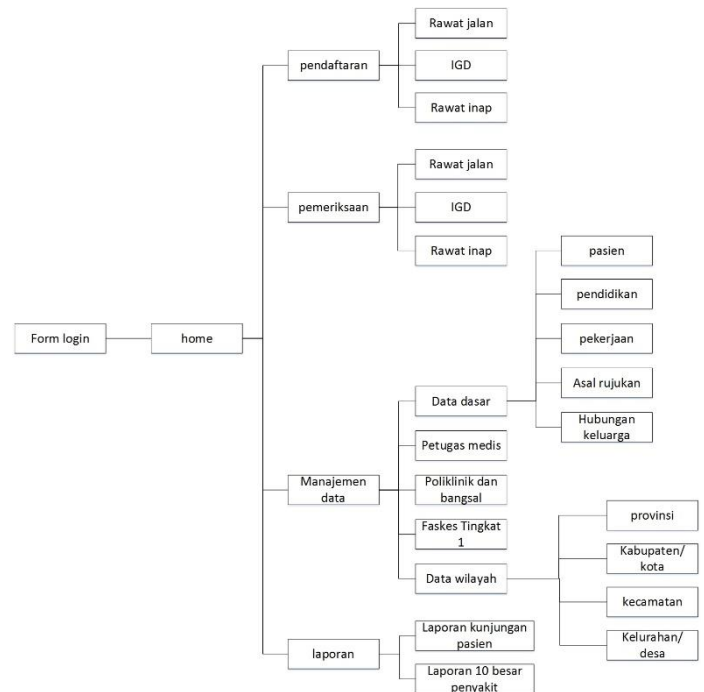 Form login
home
pendaftaran
Rawat jalan
IGD
Rawat inap
pemeriksaan
Rawat jalan
IGD
Rawat inap
Manajemen
data
Data dasar
pasien
pendidikan
pekerjaan
Asal rujukan
Hubungan
keluarga
Petugas medis
Poliklinik dan
bangsal
Faskes Tingkat
1
Data wilayah
provinsi
Kabupaten/
kota
kecamatan
Kelurahan/
desa
laporan
Laporan kunjungan
pasien
Laporan 10 besar
penyakit